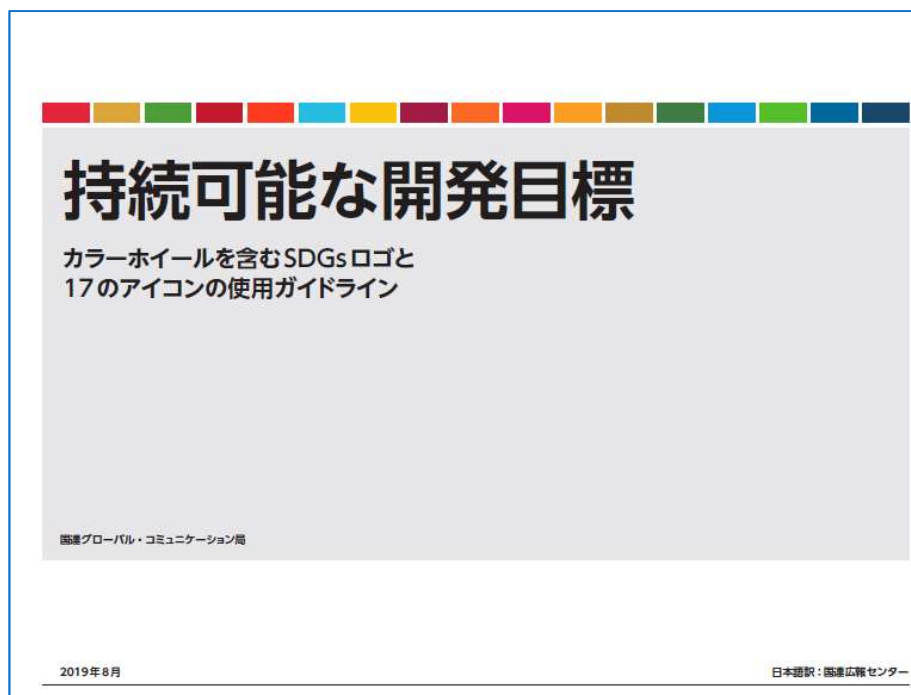 持続可能な開発目標
カラーホイールを含むSDGsロゴと
17のアイコンの使用ガイドライン
国連グローバル・コミュニケーション局
2019年8月
日本語訳：国連広報センター